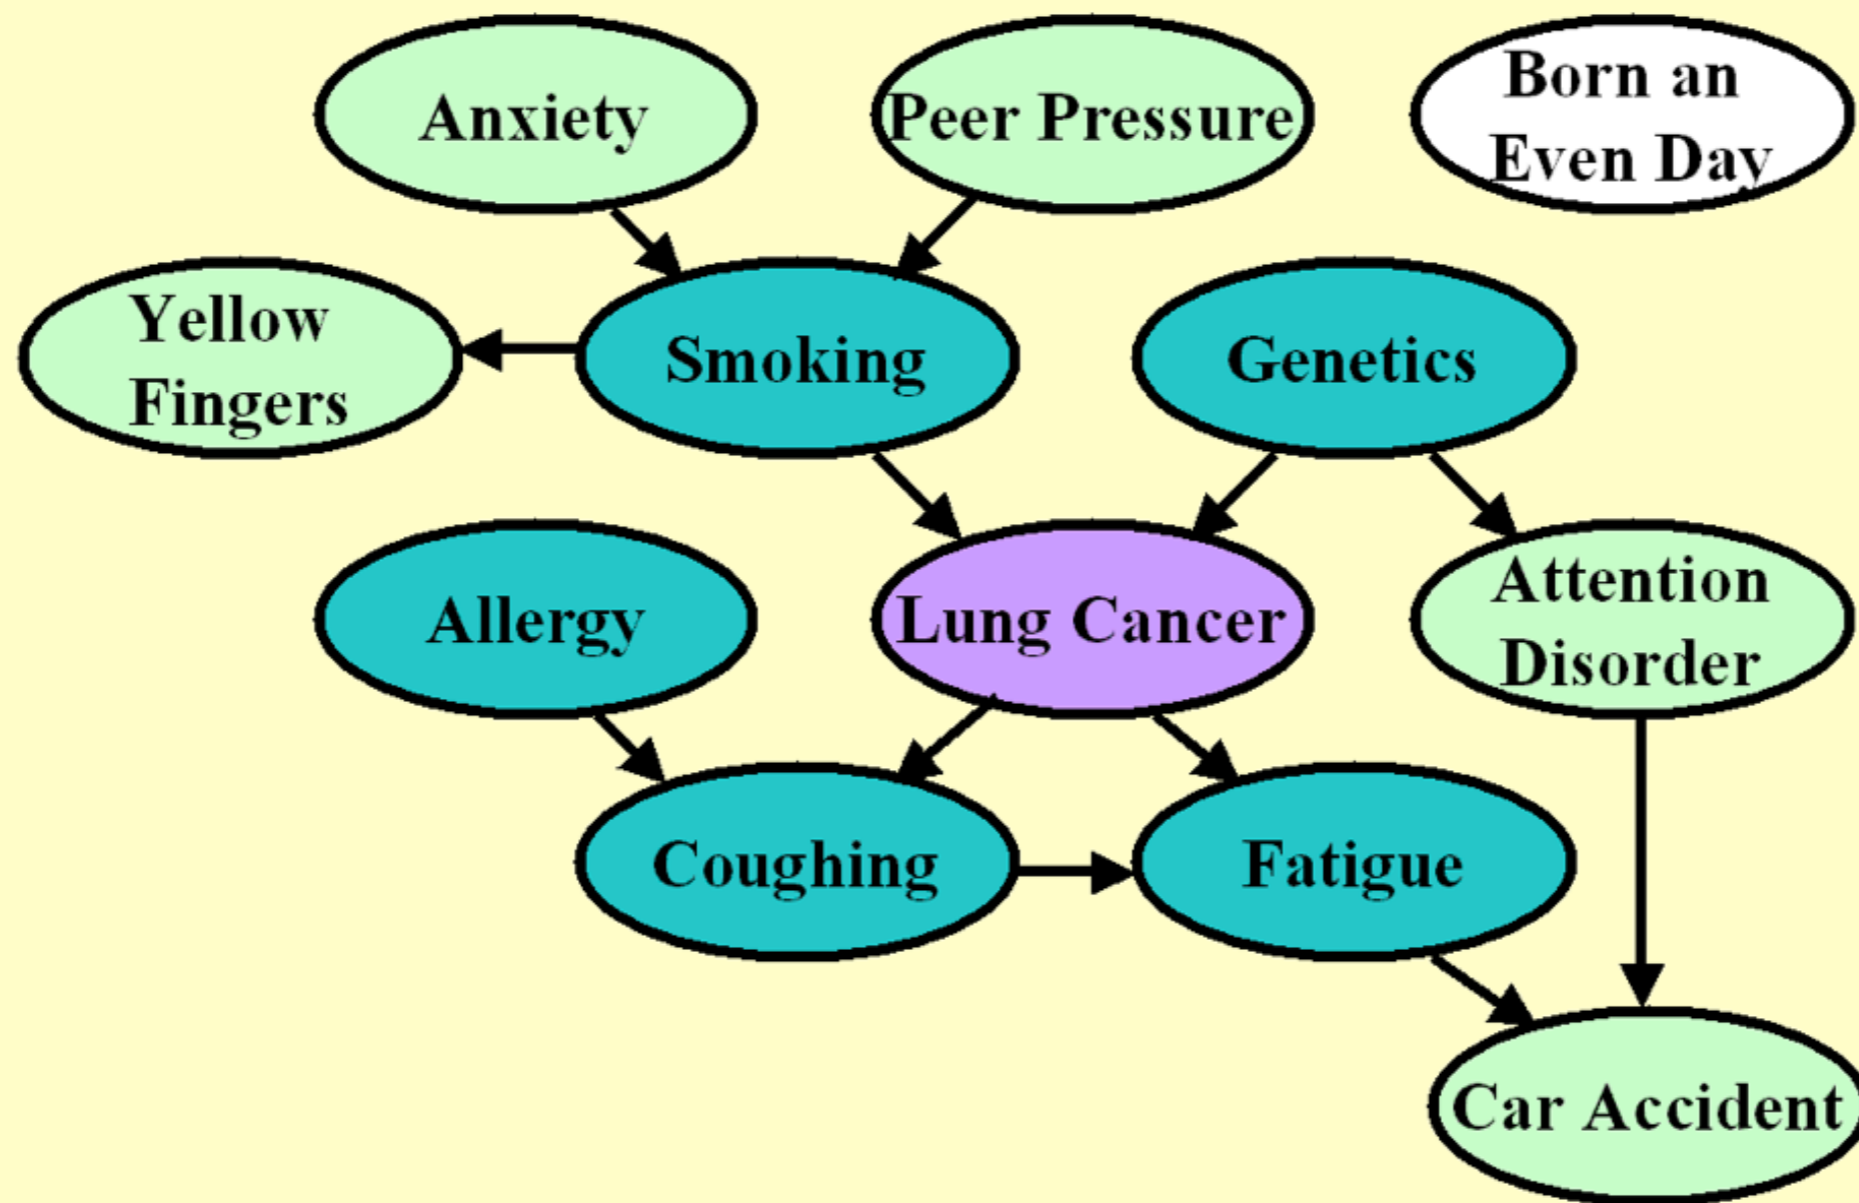 Anxiety
Peer Pressure
Born an
Even Day
Yellow
Fingers
Smoking
Genetics
Allergy
Lung Cancer
Attention
Disorder
Coughing
Fatigue
Car Accident